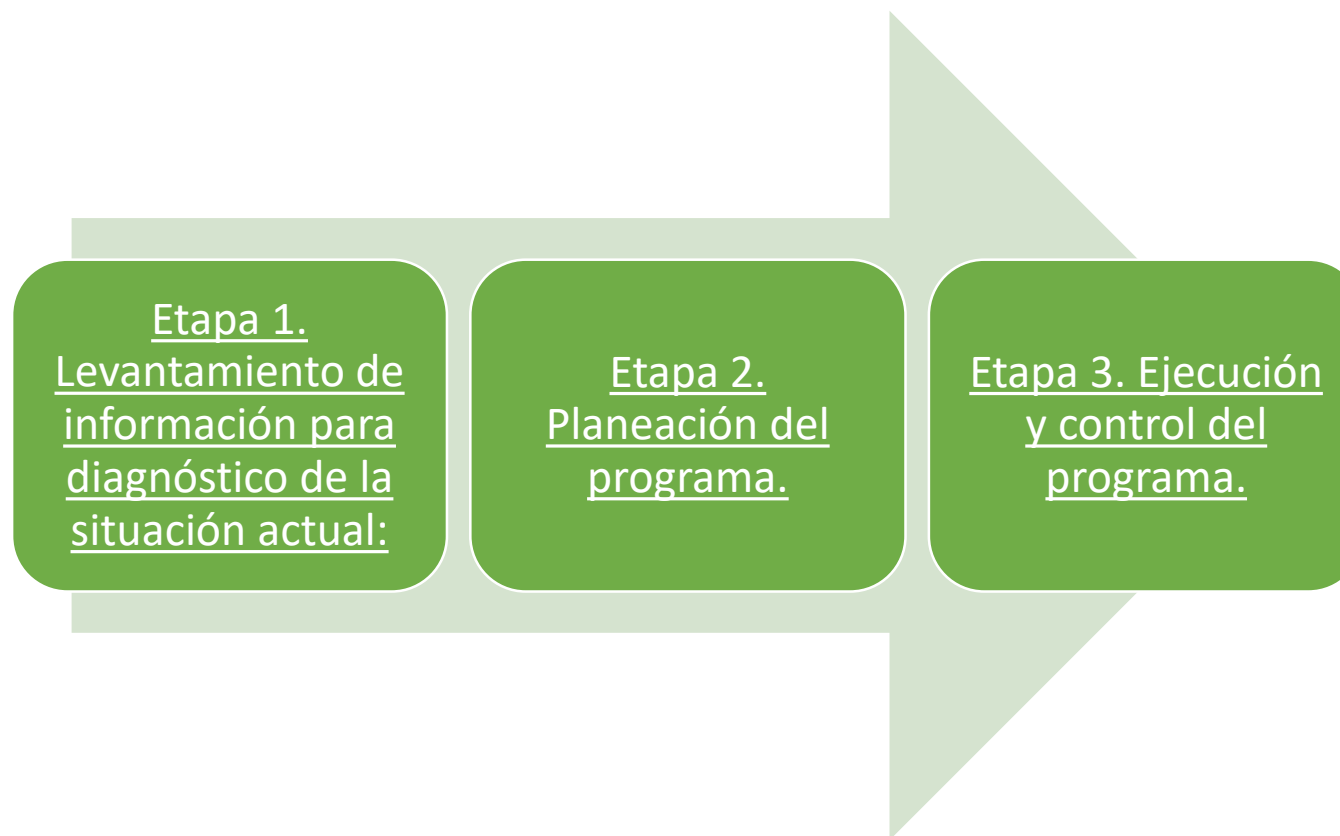 Etapa 1.
Levantamiento de
información para
diagnóstico de la
situación actual:
Etapa 2.
Planeación del
programa.
Etapa 3. Ejecución
y control del
programa.